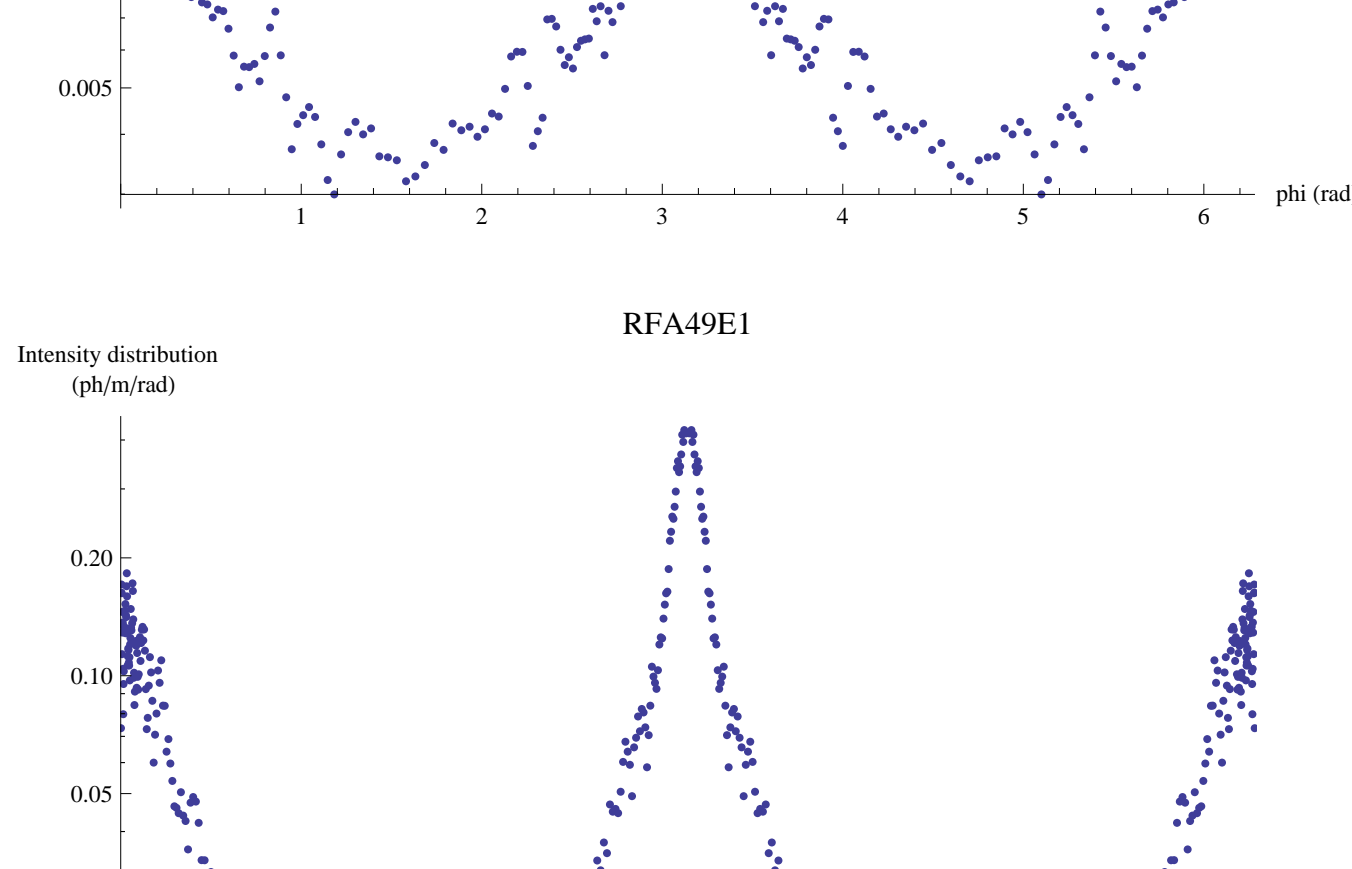 0.005
phi (rad
1 2 3 4 5 6
RFA49E1
Intensity distribution
(ph/m/rad)
0.20
0.10
0.05